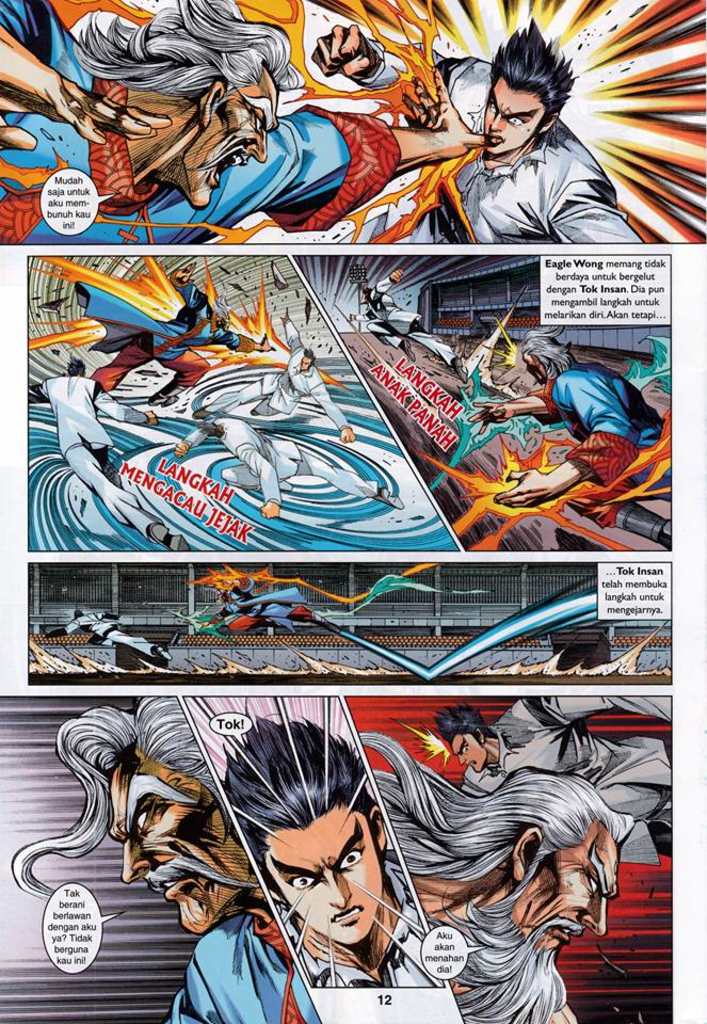 Mudah
saja untuk
aku mem-
bunuh kau
ini!
Eagle Wong memang tidak
berdaya untuk bergelut
dengan Tok Insan. Dia pun
mengambil langkah untuk
melarikan diri. Akan tetapi...
LANGKAH
MENGACAU JEJAK
LANGKAH
AWAK PANAH
...Tok Insan
telah membuka
langkah untuk
mengejarnya.
Tok!
Tak
berani
berlawan
dengan aku
ya? Tidak
berguna
kau ini!
Aku
akan
menahan
dia!
12